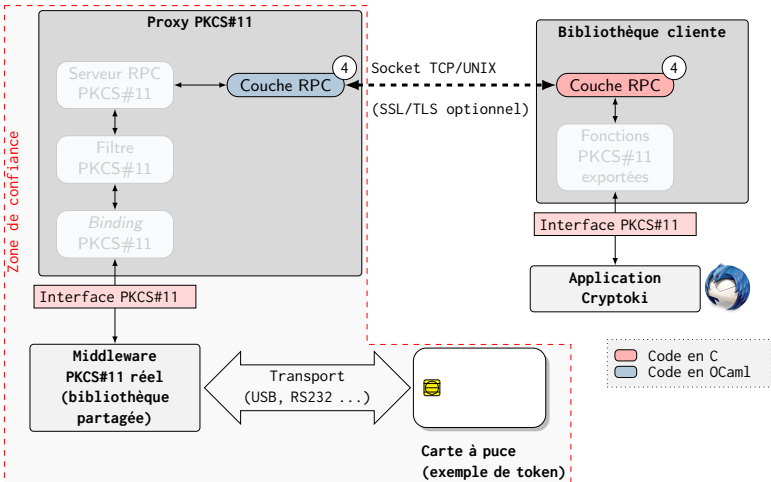 Proxy PKCS#11
Serveur RPC
PKCS#11
Couche RPC
4
Filtre
PKCS#11
Binding
PKCS#11
Zone de confiance
Interface PKCS#11
Middleware
PKCS#11 réel
(bibliothèque
partagée)
Transport
(USB, RS232 ...)
Carte à puce
(exemple de token)
Socket TCP/UNIX
(SSL/TLS optionnel)
Bibliothèque cliente
4
Couche RPC
Fonctions
PKCS#11
exportées
Interface PKCS#11
Application
Cryptoki
Code en C
Code en OCaml